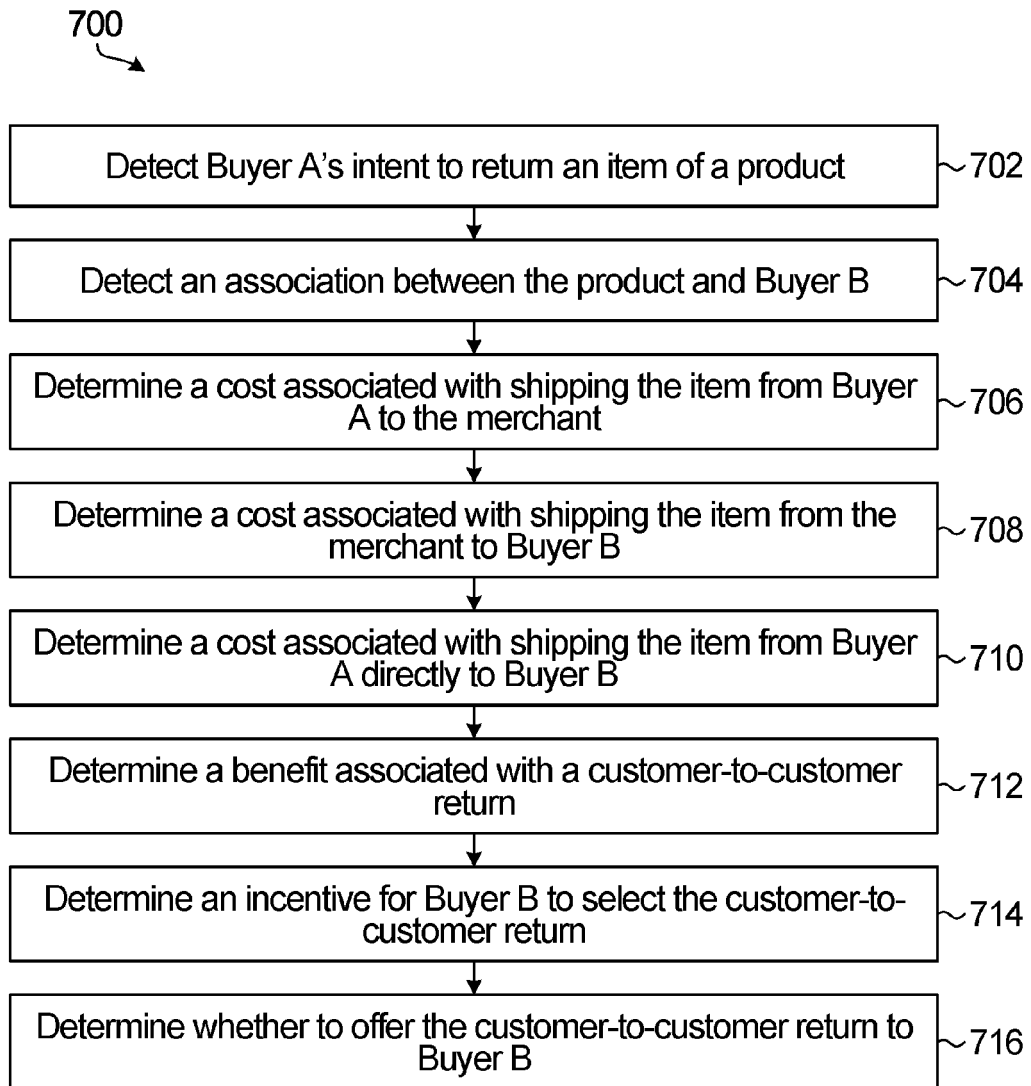 700
Detect Buyer A’s intent to return an item of a product
702
Detect an association between the product and Buyer B
704
Determine a cost associated with shipping the item from Buyer
A to the merchant
706
Determine a cost associated with shipping the item from the
merchant to Buyer B
708
Determine a cost associated with shipping the item from Buyer
A directly to Buyer B
710
Determine a benefit associated with a customer-to-customer
return
712
Determine an incentive for Buyer B to select the customer-to-
customer return
714
Determine whether to offer the customer-to-customer return to
Buyer B
716